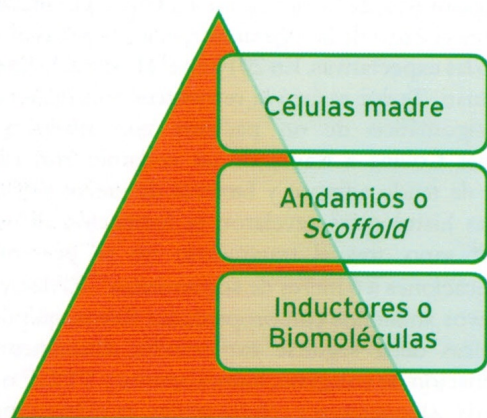 Células madre
Andamios o
Scoffold
Inductores o
Biomoléculas